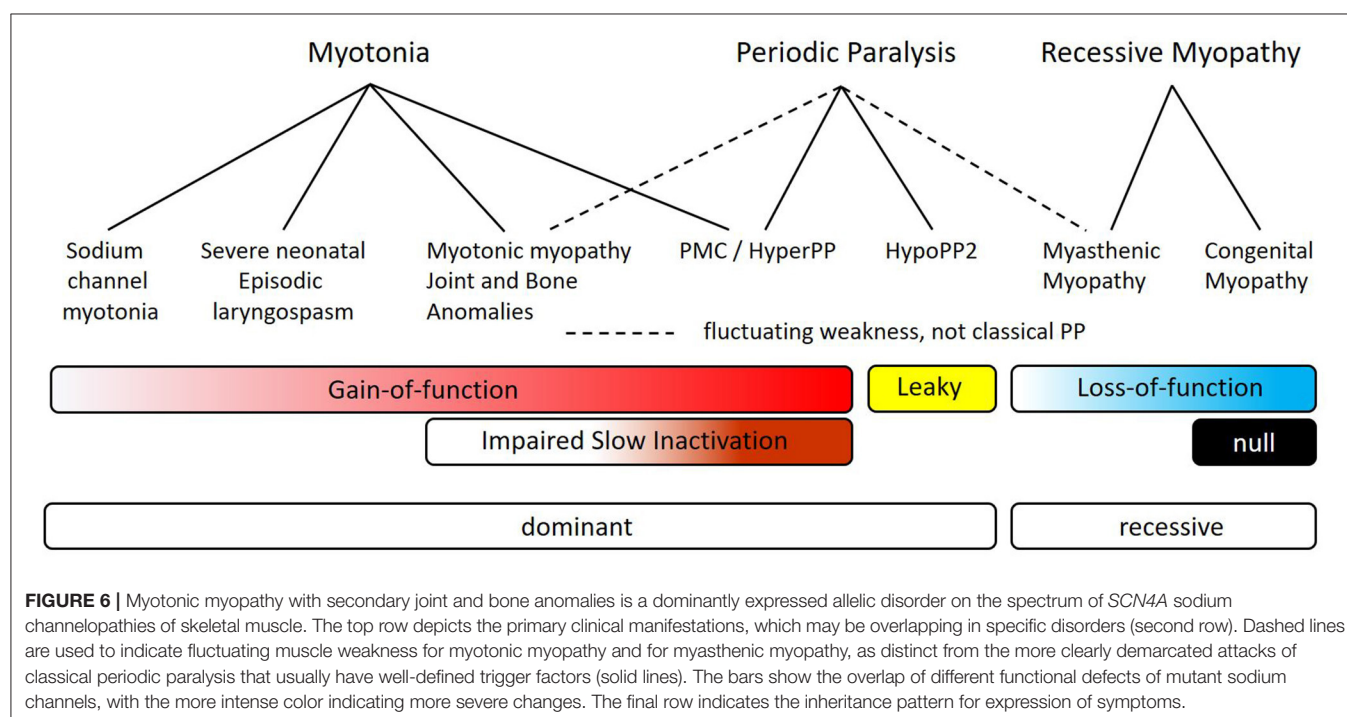 Myotonia Periodic Paralysis Recessive Myopathy
Sodium channel myotonia
Severe neonatal Episodic laryngospasm
Myotonic myopathy Joint and Bone Anomalies
PMC / HyperPP
HypoPP2
Myasthenic Myopathy
Congenital Myopathy
fluctuating weakness, not classical PP
Gain-of-function
Leaky
Loss-of-function
Impaired Slow Inactivation
null
dominant
recessive
FIGURE 6 | Myotonic myopathy with secondary joint and bone anomalies is a dominantly expressed allelic disorder on the spectrum of SCN4A sodium
channelopathies of skeletal muscle. The top row depicts the primary clinical manifestations, which may be overlapping in specific disorders (second row). Dashed lines
are used to indicate fluctuating muscle weakness for myotonic myopathy and for myasthenic myopathy, as distinct from the more clearly demarcated attacks of
classical periodic paralysis that usually have well-defined trigger factors (solid lines). The bars show the overlap of different functional defects of mutant sodium
channels, with the more intense color indicating more severe changes. The final row indicates the inheritance pattern for expression of symptoms.